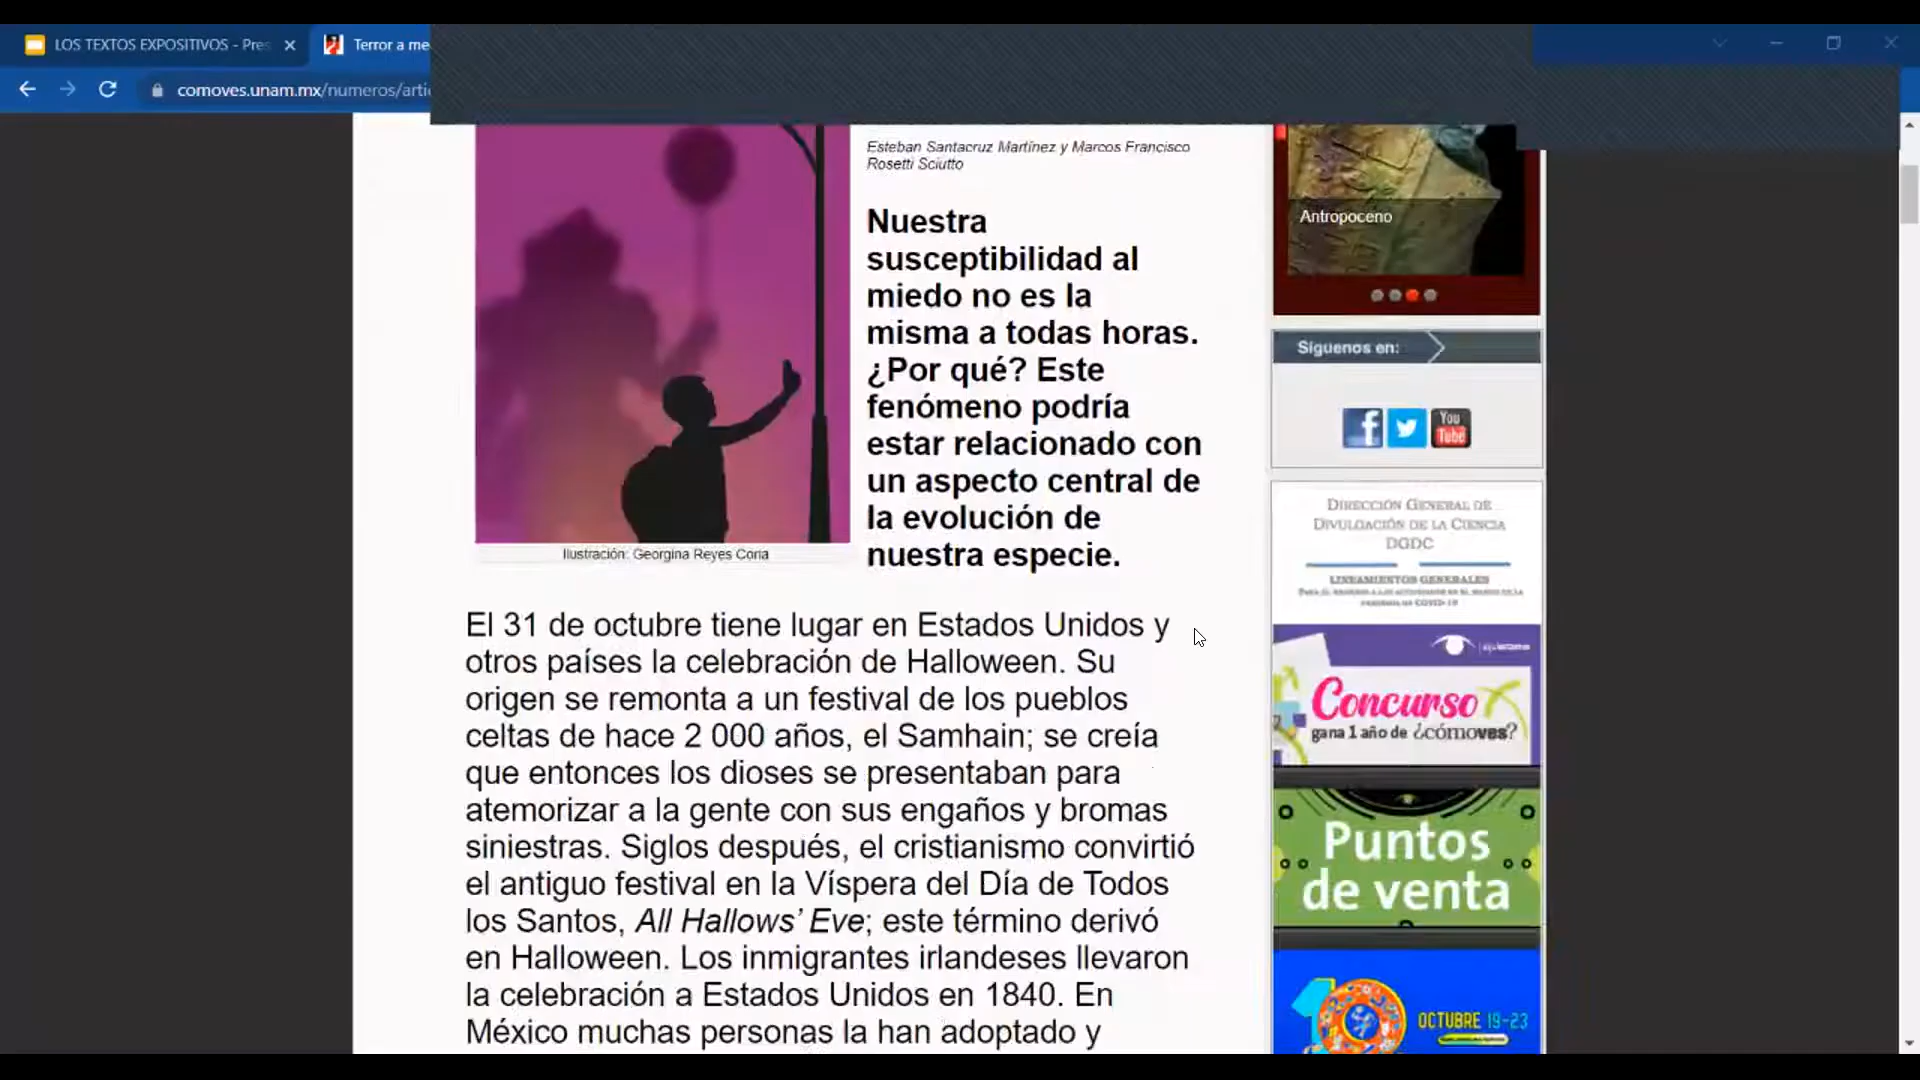 LOS TEXTOS EXPOSITIVOS - Pres
Terror a me
comoves.unam.mx/numeros/arti
Esteban Santacruz Martínez y Marcos Francisco
Rosetti Sciutto
Nuestra
susceptibilidad al
miedo no es la
misma a todas horas.
¿Por qué? Este
fenómeno podría
estar relacionado con
un aspecto central de
la evolución de
nuestra especie.
Ilustración: Georgina Reyes Coria
El 31 de octubre tiene lugar en Estados Unidos y
otros países la celebración de Halloween. Su
origen se remonta a un festival de los pueblos
celtas de hace 2 000 años, el Samhain; se creía
que entonces los dioses se presentaban para
atemorizar a la gente con sus engaños y bromas
siniestras. Siglos después, el cristianismo convirtió
el antiguo festival en la Víspera del Día de Todos
los Santos, All Hallows’ Eve; este término derivó
en Halloween. Los inmigrantes irlandeses llevaron
la celebración a Estados Unidos en 1840. En
México muchas personas la han adoptado y
Antropoceno
Síguenos en:
You
Tube
Dirección General de
Divulgación de la Ciencia
DGDC
LINEAMIENTOS GENERALES
Concurso
gana 1 año de ¿cómoves?
Puntos
de venta
OCTUBRE 19-23